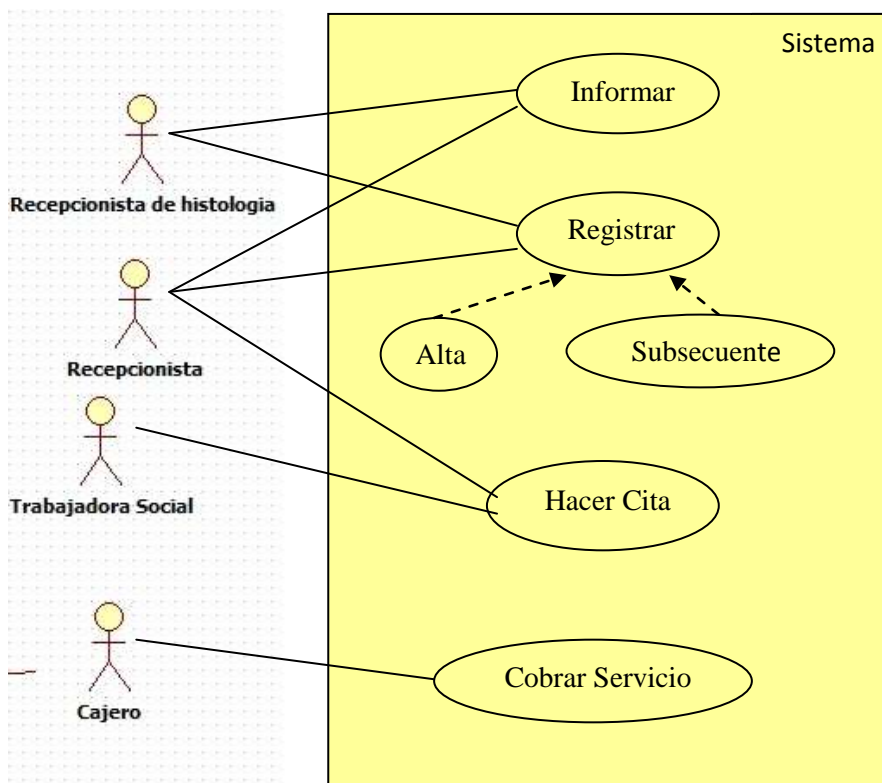 Sistema
Informar
Recepcionista de histologia
Registrar
Recepcionista
Alta
Subsecuente
Trabajadora Social
Hacer Cita
Cajero
Cobrar Servicio